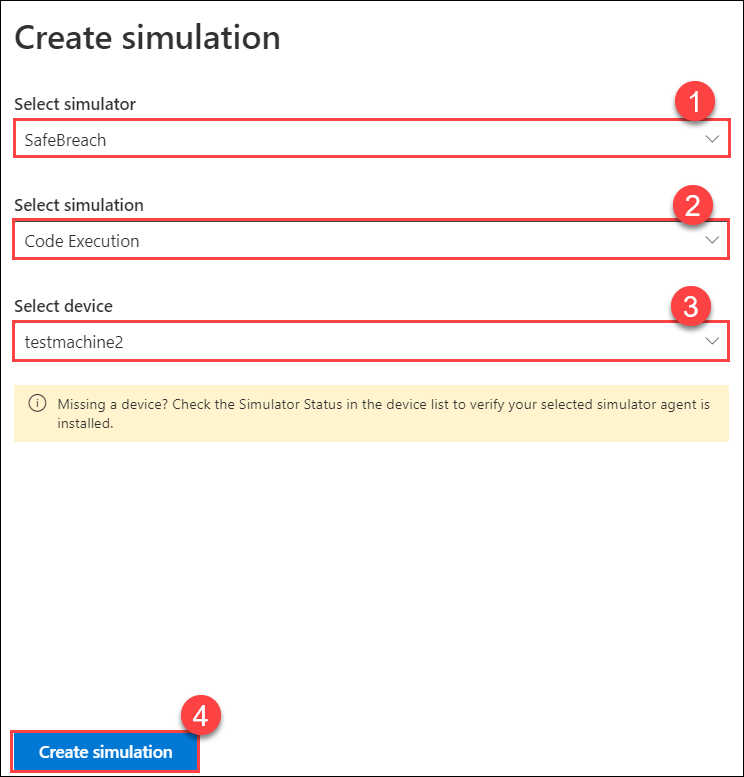 Create simulation
Select simulator
1
SafeBreach
Select simulation
2
Code Execution
Select device
3
testmachine2
Missing a device? Check the Simulator Status in the device list to verify your selected simulator agent is
installed.
4
Create simulation